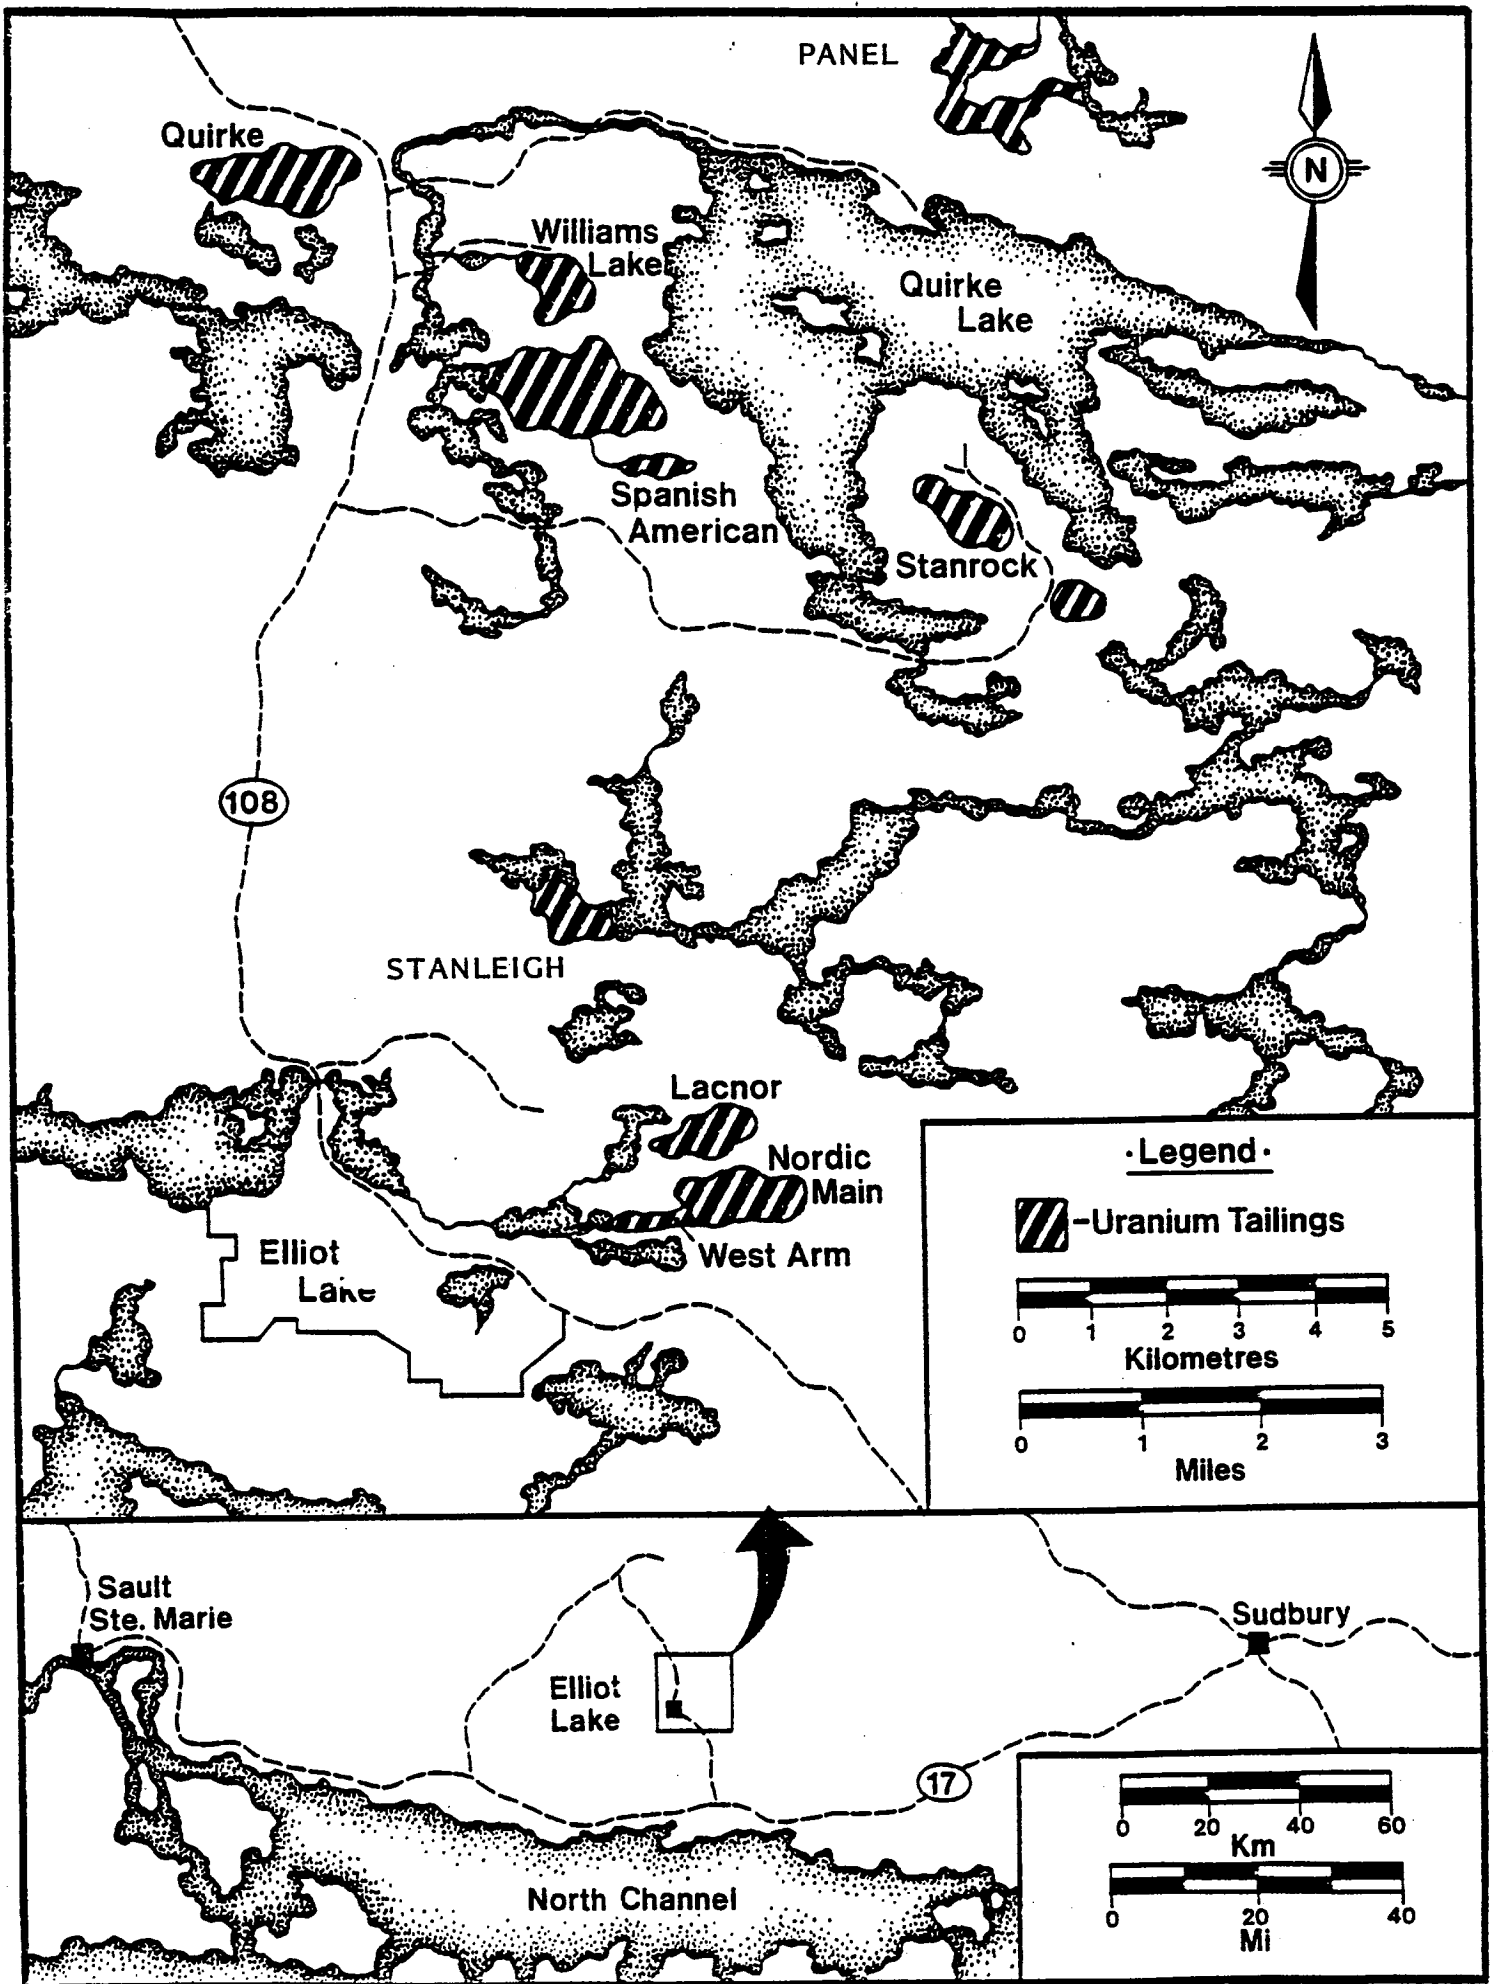 PANEL
Quirke
N
Williams
Lake
Quirke
Lake
Spanish
American
Stanrock
108
STANLEIGH
Lacnor
Nordic
Main
West Arm
Elliot
Lake
·Legend·
-Uranium Tailings
0 1 2 3 4 5
Kilometres
0 1 2 3
Miles
Sault
Ste. Marie
Sudbury
Elliot
Lake
17
North Channel
0 20 40 60
Km
0 20 40
Mi